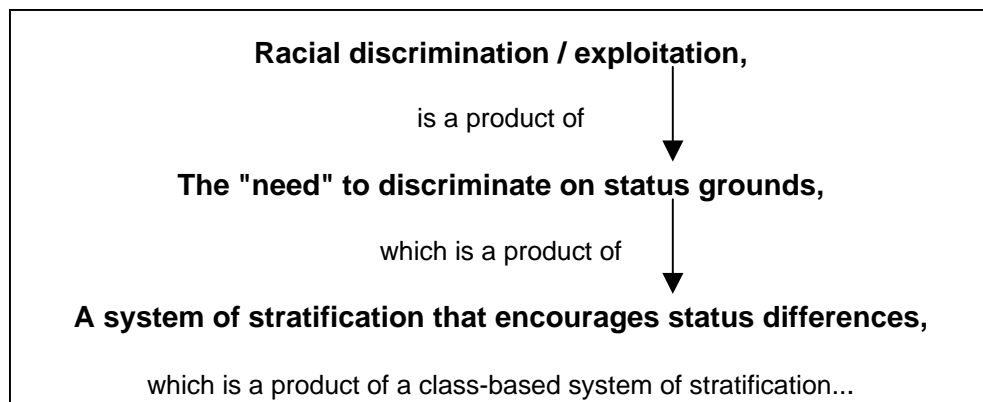 Racial discrimination / exploitation,
is a product of
The "need" to discriminate on status grounds,
which is a product of
A system of stratification that encourages status differences,
which is a product of a class-based system of stratification...